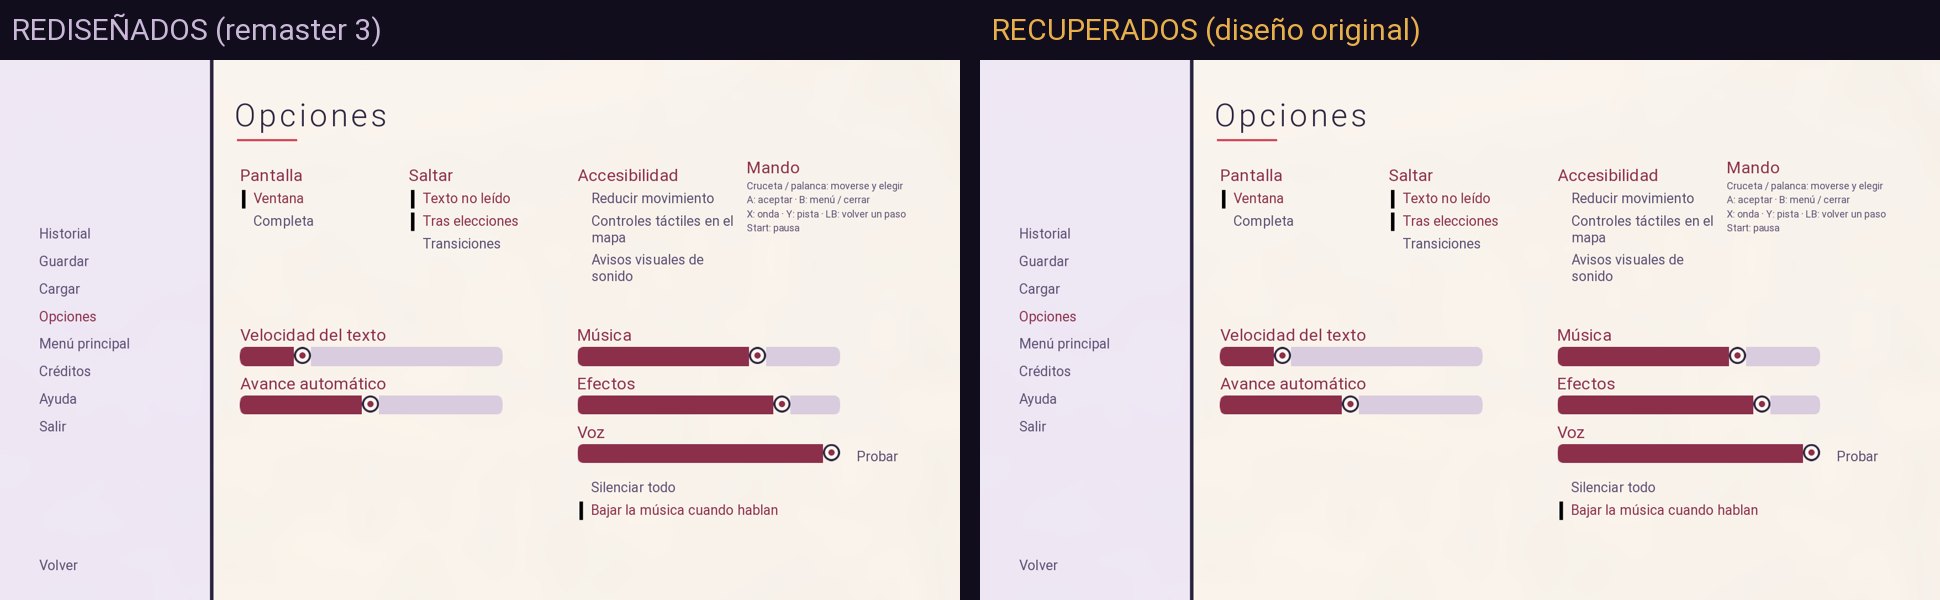 REDISEÑADOS (remaster 3)
Opciones
Pantalla
Ventana
Completa
Saltar
Texto no leído
Tras elecciones
Transiciones
Accesibilidad
Reducir movimiento
Controles táctiles en el
mapa
Avisos visuales de
sonido
Mando
Cruceta / palanca: moverse y elegir
A: aceptar · B: menú / cerrar
X: onda · Y: pista · LB: volver un paso
Start: pausa
Historial
Guardar
Cargar
Opciones
Menú principal
Créditos
Ayuda
Salir
Volver
Velocidad del texto
Avance automático
Música
Efectos
Voz
Probar
Silenciar todo
Bajar la música cuando hablan
RECUPERADOS (diseño original)
Opciones
Pantalla
Ventana
Completa
Saltar
Texto no leído
Tras elecciones
Transiciones
Accesibilidad
Reducir movimiento
Controles táctiles en el
mapa
Avisos visuales de
sonido
Mando
Cruceta / palanca: moverse y elegir
A: aceptar · B: menú / cerrar
X: onda · Y: pista · LB: volver un paso
Start: pausa
Historial
Guardar
Cargar
Opciones
Menú principal
Créditos
Ayuda
Salir
Volver
Velocidad del texto
Avance automático
Música
Efectos
Voz
Probar
Silenciar todo
Bajar la música cuando hablan